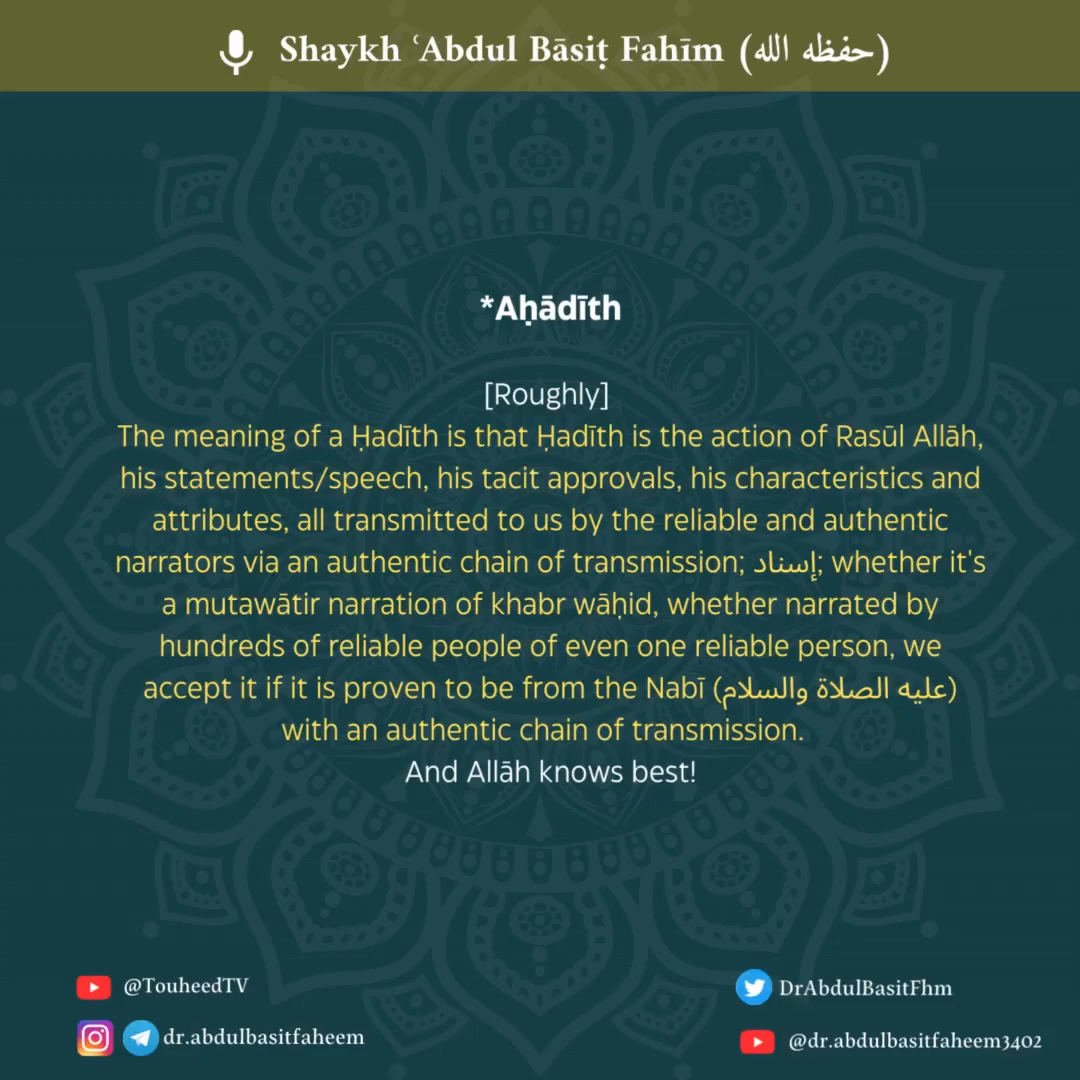 Shaykh ʿAbdul Bāsiṭ Fahīm (حفظه الله)
*Aḥādīth
[Roughly]
The meaning of a Ḥadīth is that Ḥadīth is the action of Rasūl Allāh,
his statements/speech, his tacit approvals, his characteristics and
attributes, all transmitted to us by the reliable and authentic
narrators via an authentic chain of transmission; إسناد; whether it's
a mutawātir narration of khabr wāḥid, whether narrated by
hundreds of reliable people of even one reliable person, we
accept it if it is proven to be from the Nabī (عليه الصلاة والسلام)
with an authentic chain of transmission.
And Allāh knows best!
@TouheedTV
DrAbdulBasitFhm
dr.abdulbasitfaheem
@dr.abdulbasitfaheem3402